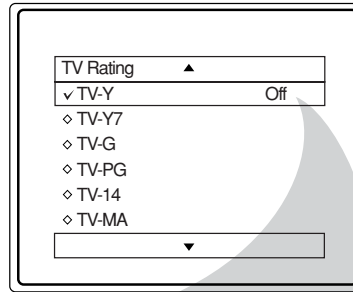 TV Rating
TV-Y Off
TV-Y7
TV-G
TV-PG
TV-14
TV-MA